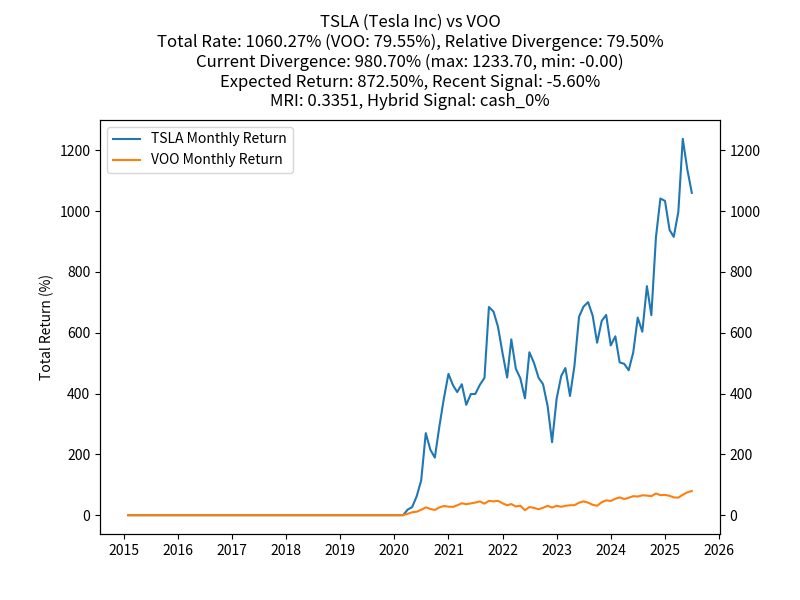 TSLA (Tesla Inc) vs VOO
Total Rate: 1060.27% (VOO: 79.55%), Relative Divergence: 79.50%
Current Divergence: 980.70% (max: 1233.70, min: -0.00)
Expected Return: 872.50%, Recent Signal: -5.60%
MRI: 0.3351, Hybrid Signal: cash_0%
TSLA Monthly Return
VOO Monthly Return
Total Return (%)
1200 1200
1000 1000
800 800
600 600
400 400
200 200
0 0
2015 2016 2017 2018 2019 2020 2021 2022 2023 2024 2025 2026